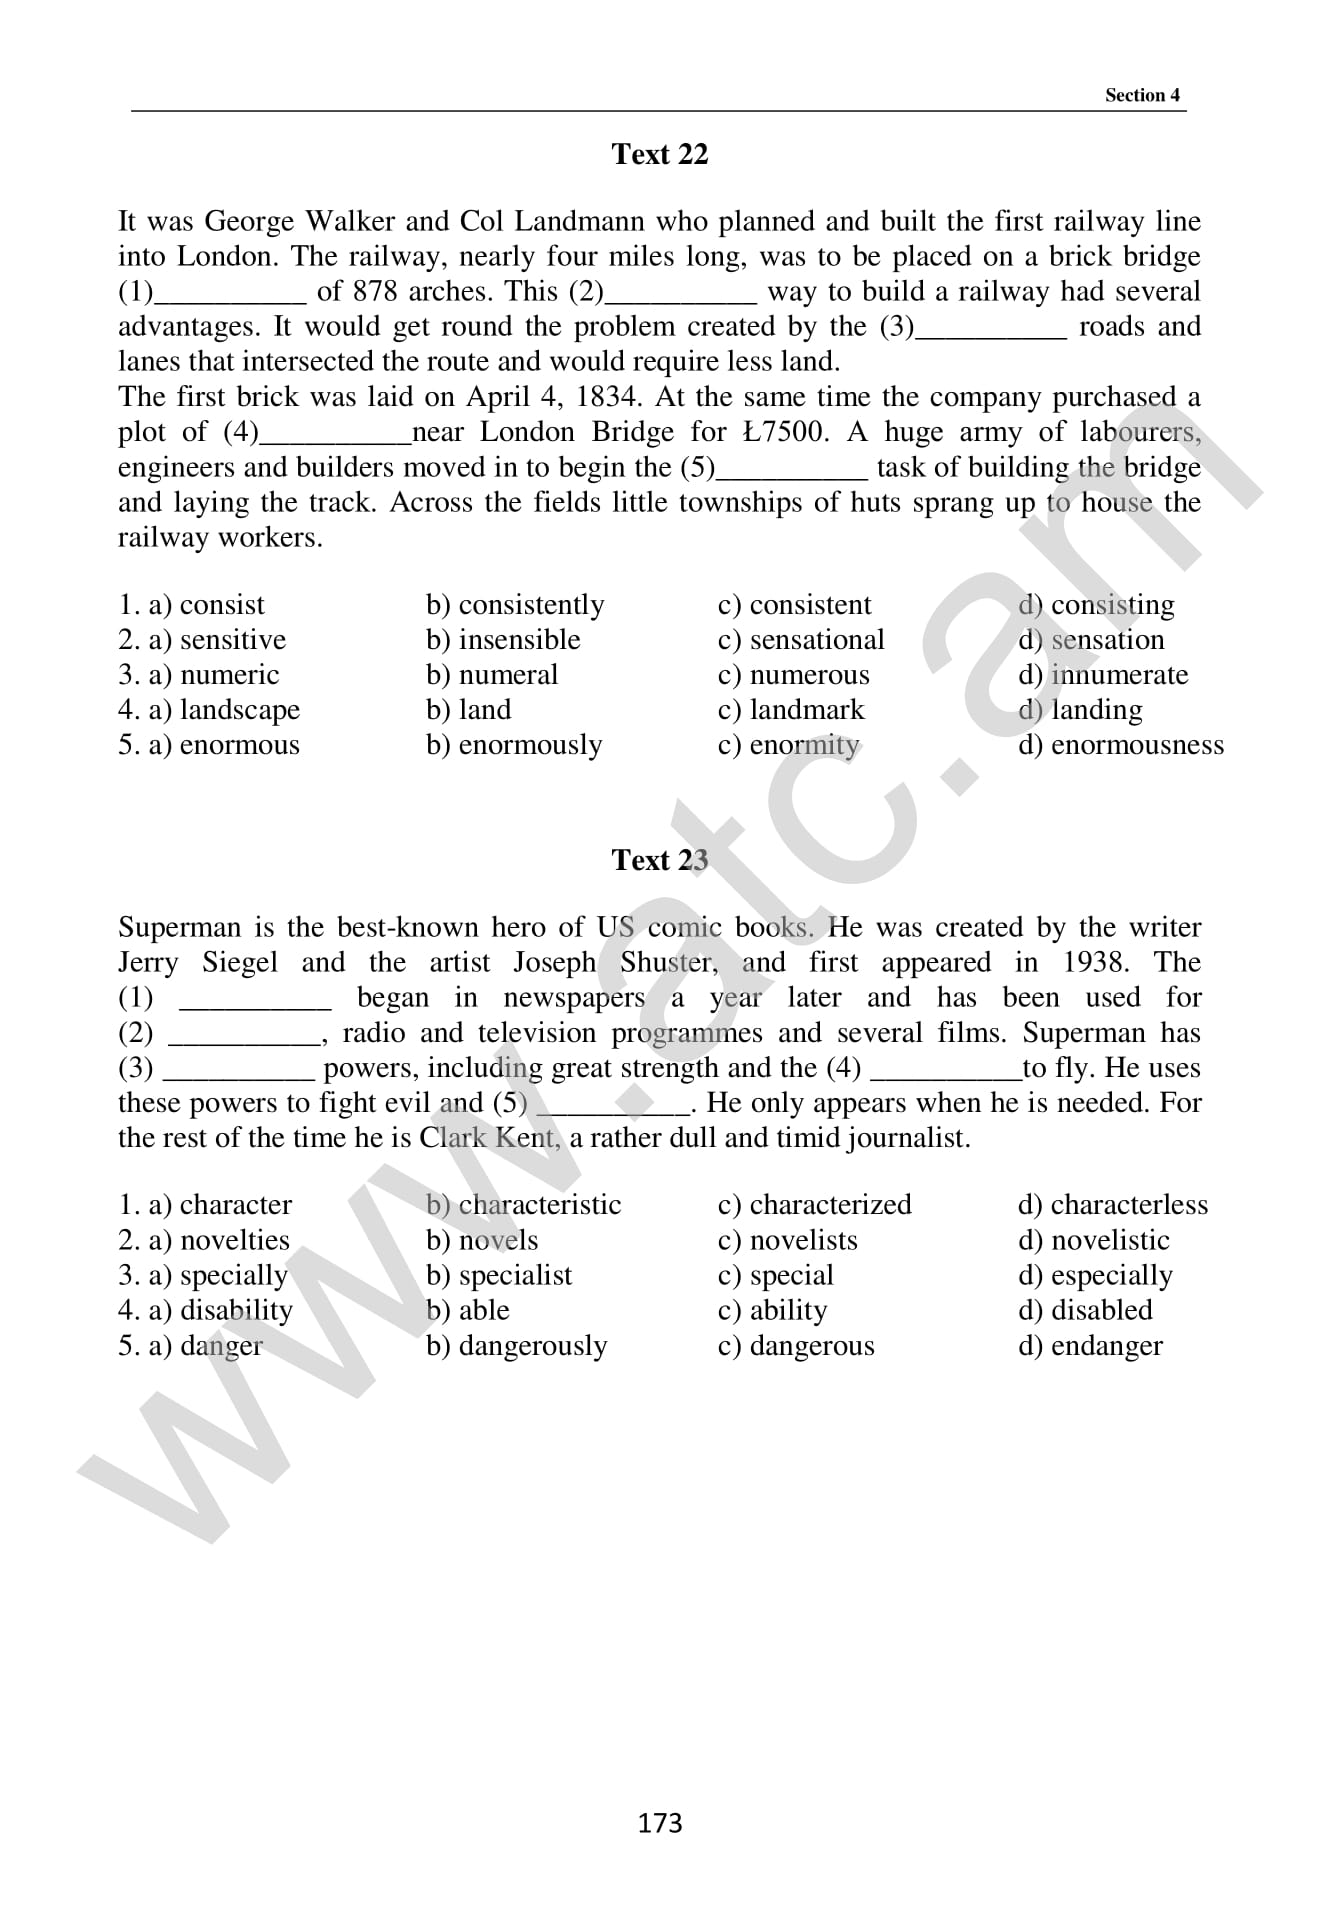 Section 4
Text 22
It was George Walker and Col Landmann who planned and built the first railway line
into London. The railway, nearly four miles long, was to be placed on a brick bridge
(1)__________ of 878 arches. This (2)__________ way to build a railway had several
advantages. It would get round the problem created by the (3)__________ roads and
lanes that intersected the route and would require less land.
The first brick was laid on April 4, 1834. At the same time the company purchased a
plot of (4)__________near London Bridge for Ł7500. A huge army of labourers,
engineers and builders moved in to begin the (5)__________ task of building the bridge
and laying the track. Across the fields little townships of huts sprang up to house the
railway workers.
1. a) consist b) consistently c) consistent d) consisting
2. a) sensitive b) insensible c) sensational d) sensation
3. a) numeric b) numeral c) numerous d) innumerate
4. a) landscape b) land c) landmark d) landing
5. a) enormous b) enormously c) enormity d) enormousness
Text 23
Superman is the best-known hero of US comic books. He was created by the writer
Jerry Siegel and the artist Joseph Shuster, and first appeared in 1938. The
(1) __________ began in newspapers a year later and has been used for
(2) __________, radio and television programmes and several films. Superman has
(3) __________ powers, including great strength and the (4) __________to fly. He uses
these powers to fight evil and (5) __________. He only appears when he is needed. For
the rest of the time he is Clark Kent, a rather dull and timid journalist.
1. a) character b) characteristic c) characterized d) characterless
2. a) novelties b) novels c) novelists d) novelistic
3. a) specially b) specialist c) special d) especially
4. a) disability b) able c) ability d) disabled
5. a) danger b) dangerously c) dangerous d) endanger
www.atc.am
173